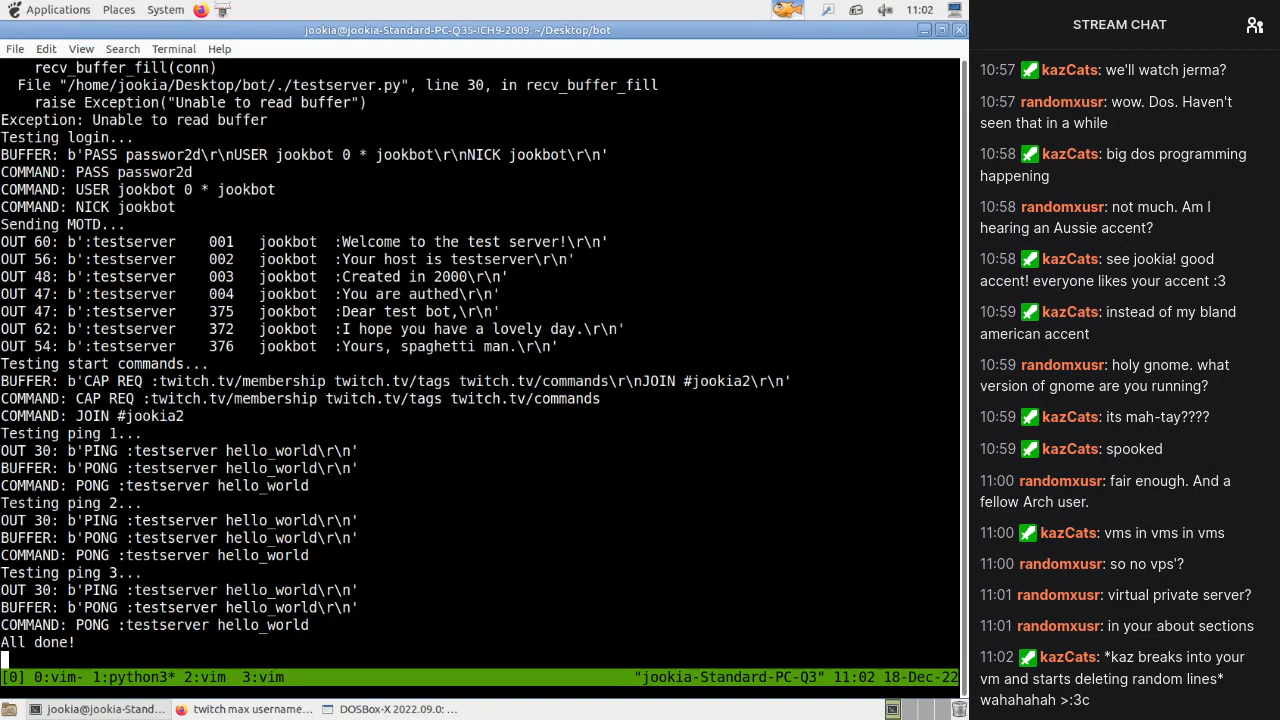 Applications Places System 11:02
jookia@jookia-Standard-PC-Q35-ICH9-2009: ~/Desktop/bot
File Edit View Search Terminal Help
recv_buffer_fill(conn)
File "/home/jookia/Desktop/bot/./testserver.py", line 30, in recv_buffer_fill
raise Exception("Unable to read buffer")
Exception: Unable to read buffer
Testing login...
BUFFER: b'PASS passwor2d\r\nUSER jookbot 0 * jookbot\r\nNICK jookbot\r\n'
COMMAND: PASS passwor2d
COMMAND: USER jookbot 0 * jookbot
COMMAND: NICK jookbot
Sending MOTD...
OUT 60: b':testserver    001   jookbot  :Welcome to the test server!\r\n'
OUT 56: b':testserver    002   jookbot  :Your host is testserver\r\n'
OUT 48: b':testserver    003   jookbot  :Created in 2000\r\n'
OUT 47: b':testserver    004   jookbot  :You are authed\r\n'
OUT 47: b':testserver    375   jookbot  :Dear test bot,\r\n'
OUT 62: b':testserver    372   jookbot  :I hope you have a lovely day.\r\n'
OUT 54: b':testserver    376   jookbot  :Yours, spaghetti man.\r\n'
Testing start commands...
BUFFER: b'CAP REQ :twitch.tv/membership twitch.tv/tags twitch.tv/commands\r\nJOIN #jookia2\r\n'
COMMAND: CAP REQ :twitch.tv/membership twitch.tv/tags twitch.tv/commands
COMMAND: JOIN #jookia2
Testing ping 1...
OUT 30: b'PING :testserver hello_world\r\n'
BUFFER: b'PONG :testserver hello_world\r\n'
COMMAND: PONG :testserver hello_world
Testing ping 2...
OUT 30: b'PING :testserver hello_world\r\n'
BUFFER: b'PONG :testserver hello_world\r\n'
COMMAND: PONG :testserver hello_world
Testing ping 3...
OUT 30: b'PING :testserver hello_world\r\n'
BUFFER: b'PONG :testserver hello_world\r\n'
COMMAND: PONG :testserver hello_world
All done!
[0] 0:vim- 1:python3* 2:vim  3:vim "jookia-Standard-PC-Q3" 11:02 18-Dec-22
jookia@jookia-Stand... twitch max username... DOSBox-X 2022.09.0: ...
STREAM CHAT
10:57 kazCats: we'll watch jerma?
10:57 randomxusr: wow. Dos. Haven't
seen that in a while
10:58 kazCats: big dos programming
happening
10:58 randomxusr: not much. Am I
hearing an Aussie accent?
10:58 kazCats: see jookia! good
accent! everyone likes your accent :3
10:59 kazCats: instead of my bland
american accent
10:59 randomxusr: holy gnome. what
version of gnome are you running?
10:59 kazCats: its mah-tay????
10:59 kazCats: spooked
11:00 randomxusr: fair enough. And a
fellow Arch user.
11:00 kazCats: vms in vms in vms
11:00 randomxusr: so no vps'?
11:01 randomxusr: virtual private server?
11:01 randomxusr: in your about sections
11:02 kazCats: *kaz breaks into your
vm and starts deleting random lines*
wahahahah >:3c